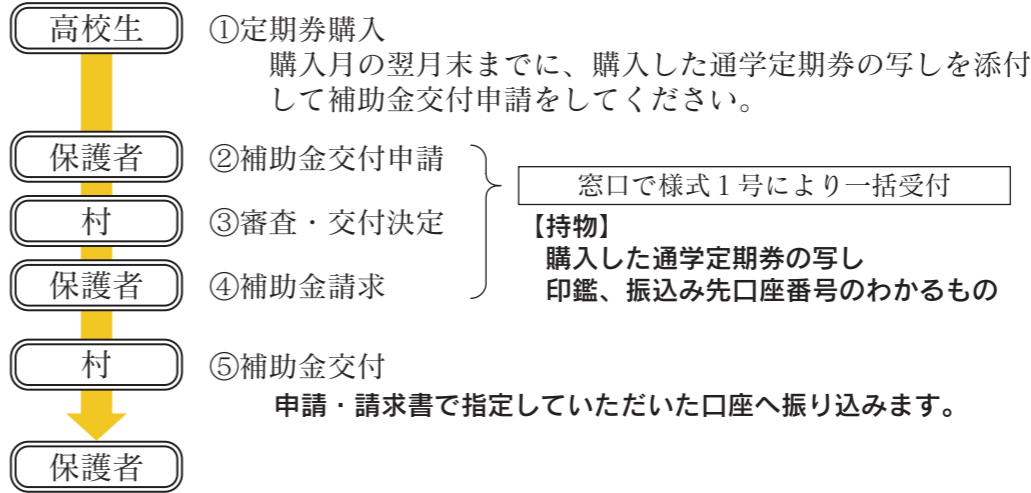 高校生 ①定期券購入
購入月の翌月末までに、購入した通学定期券の写しを添付
して補助金交付申請をしてください。
保護者 ②補助金交付申請
村 ③審査・交付決定
保護者 ④補助金請求
窓口で様式1号により一括受付
【持物】
購入した通学定期券の写し
印鑑、振込み先口座番号のわかるもの
村 ⑤補助金交付
申請・請求書で指定していただいた口座へ振り込みます。
保護者